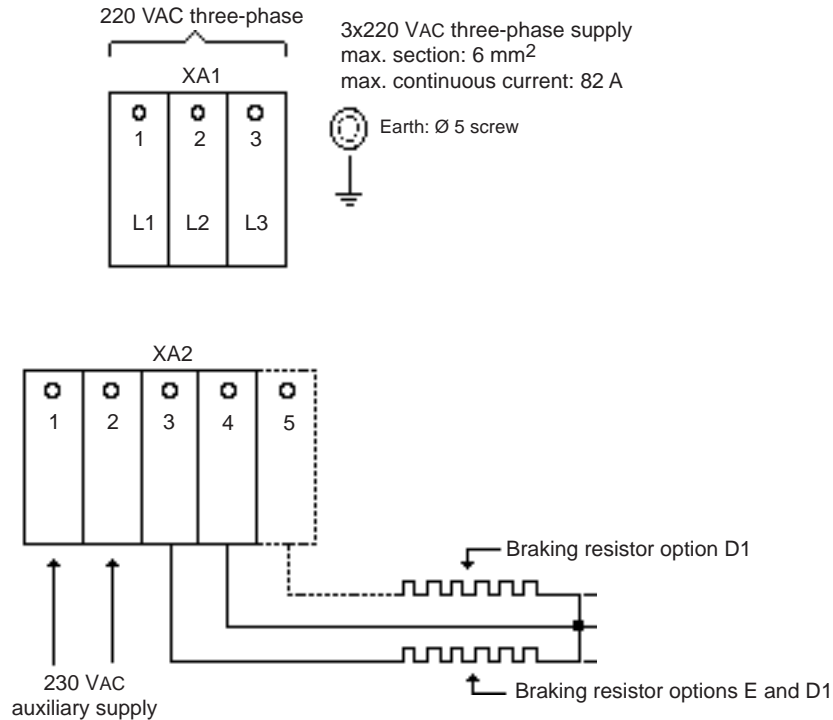 220 VAC three-phase
3x220 VAC three-phase supply
max. section: 6 mm²
max. continuous current: 82 A
XA1
1 2 3
Earth: Ø 5 screw
L1 L2 L3
XA2
1 2 3 4 5
Braking resistor option D1
230 VAC
auxiliary supply
Braking resistor options E and D1